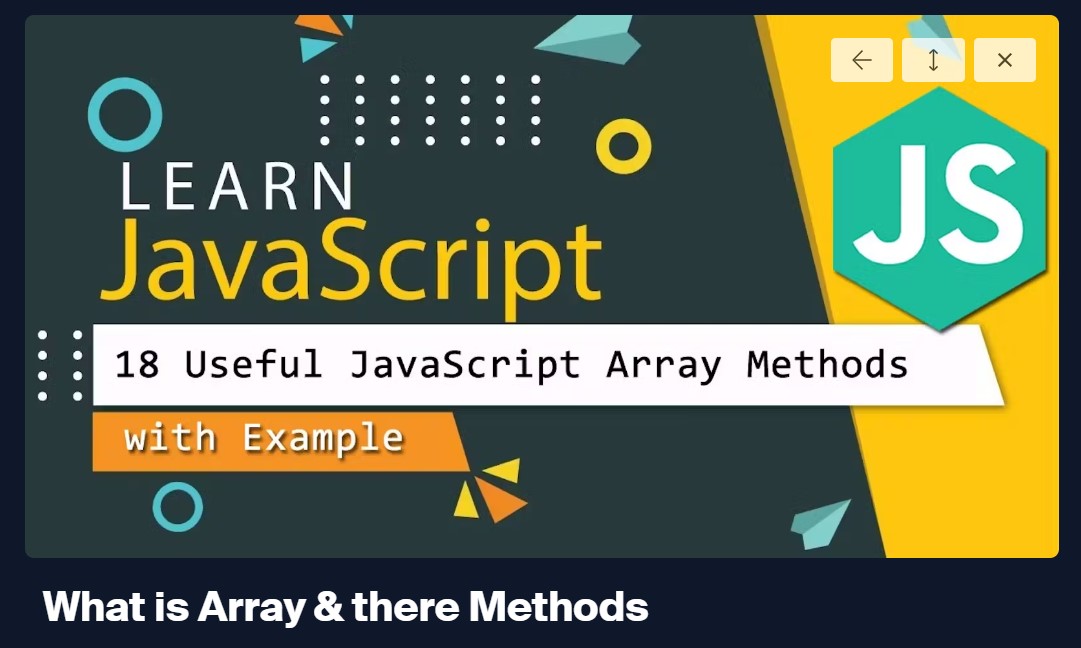 LEARN
JavaScript
JS
18 Useful JavaScript Array Methods
with Example
What is Array & there Methods